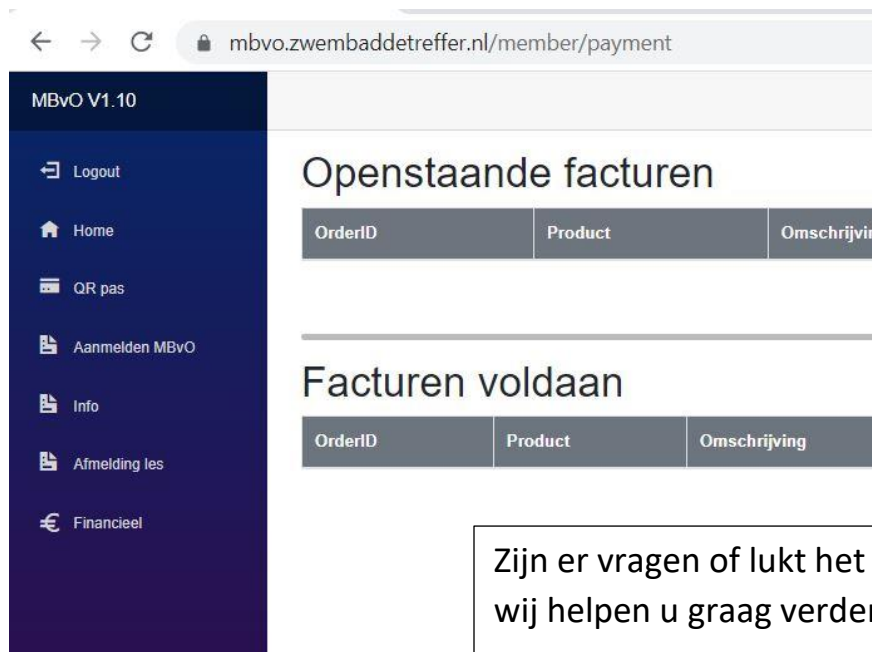 mbvo.zwembaddetreffer.nl/member/payment
MBvO V1.10
Logout
Home
QR pas
Aanmelden MBvO
Info
Afmelding les
Financieel
Openstaande facturen
OrderID Product
Facturen voldaan
OrderID Product Omschrijving
Zijn er vragen of lukt het
wij helpen u graag